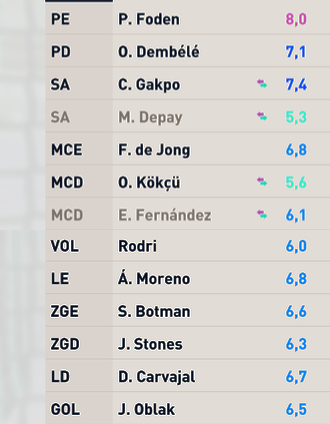 PE P. Foden 8,0
PD O. Dembélé 7,1
SA C. Gakpo 7,4
SA M. Depay 5,3
MCE F. de Jong 6,8
MCD O. Kökçü 5,6
MCD E. Fernández 6,1
VOL Rodri 6,0
LE Á. Moreno 6,8
ZGE S. Botman 6,6
ZGD J. Stones 6,3
LD D. Carvajal 6,7
GOL J. Oblak 6,5